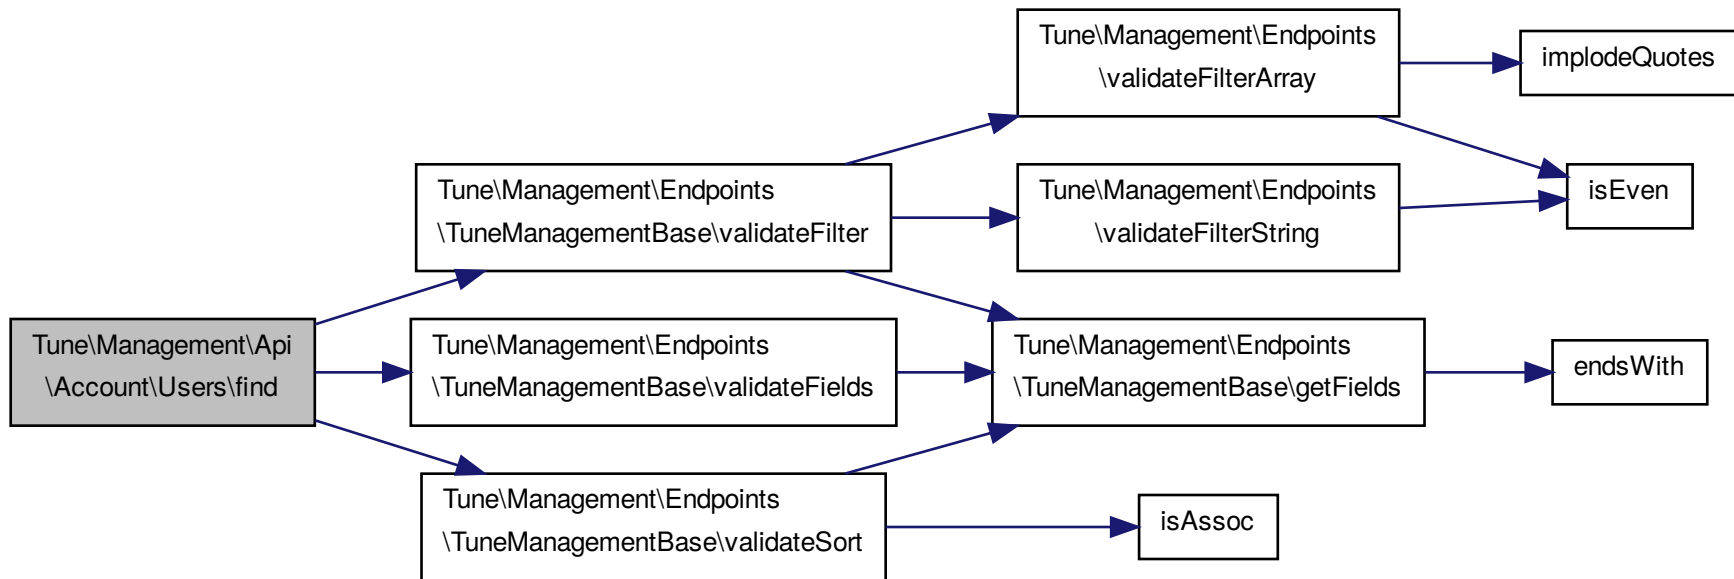 Tune\Management\Api
\Account\Users\find
Tune\Management\Endpoints
\TuneManagementBase\validateFilter
Tune\Management\Endpoints
\TuneManagementBase\validateFields
Tune\Management\Endpoints
\TuneManagementBase\validateSort
Tune\Management\Endpoints
\validateFilterArray
Tune\Management\Endpoints
\validateFilterString
Tune\Management\Endpoints
\TuneManagementBase\getFields
isAssoc
implodeQuotes
isEven
endsWith